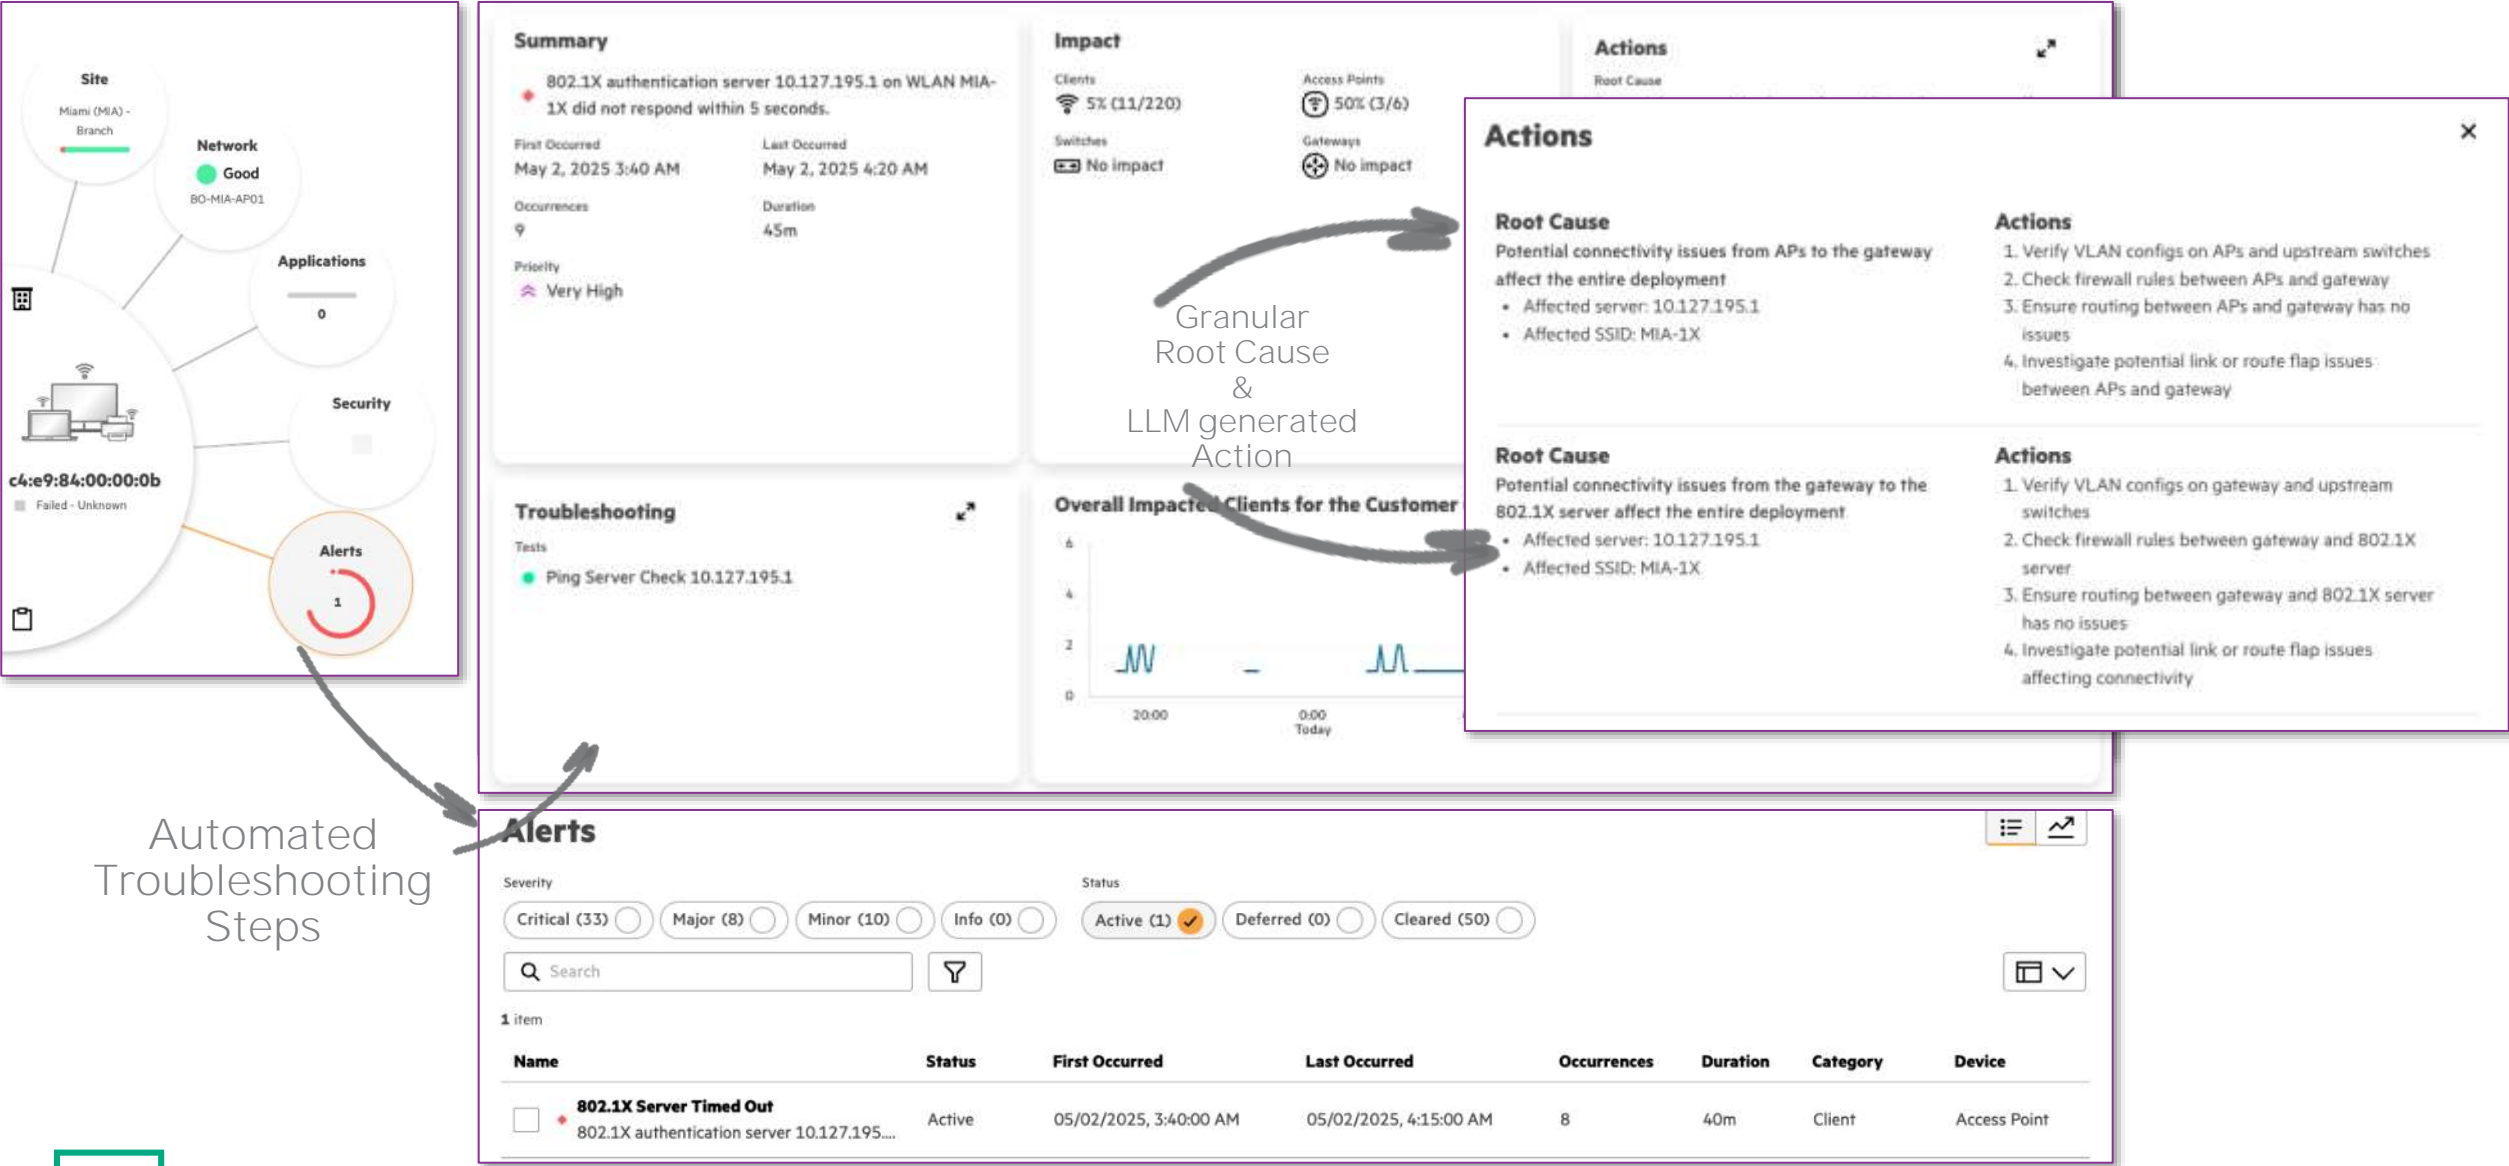 Site
Miami (MIA) -
Branch
Network
Good
BO-MIA-AP01
Applications
0
Security
c4:e9:84:00:00:0b
Failed - Unknown
Alerts
1
Automated
Troubleshooting
Steps
Summary
802.1X authentication server 10.127.195.1 on WLAN MIA-
1X did not respond within 5 seconds.
First Occurred
Last Occurred
May 2, 2025 3:40 AM
May 2, 2025 4:20 AM
Occurrences
Duration
9
45m
Priority
Very High
Impact
Clients
Access Points
5% (11/220)
50% (3/6)
Switches
Gateways
No impact
No impact
Actions
Root Cause
Granular
Root Cause
&
LLM generated
Action
Troubleshooting
Tests
Ping Server Check 10.127.195.1
Overall Impacted Clients for the Customer
6
4
2
0
20:00
0:00
Today
Actions
Root Cause
Potential connectivity issues from APs to the gateway
affect the entire deployment
• Affected server: 10.127.195.1
• Affected SSID: MIA-1X
Actions
1. Verify VLAN configs on APs and upstream switches
2. Check firewall rules between APs and gateway
3. Ensure routing between APs and gateway has no
issues
4. Investigate potential link or route flap issues
between APs and gateway
Root Cause
Potential connectivity issues from the gateway to the
802.1X server affect the entire deployment
• Affected server: 10.127.195.1
• Affected SSID: MIA-1X
Actions
1. Verify VLAN configs on gateway and upstream
switches
2. Check firewall rules between gateway and 802.1X
server
3. Ensure routing between gateway and 802.1X server
has no issues
4. Investigate potential link or route flap issues
affecting connectivity
Alerts
Severity
Status
Critical (33) Major (8) Minor (10) Info (0) Active (1) Deferred (0) Cleared (50)
Search
1 item
Name Status First Occurred Last Occurred Occurrences Duration Category Device
802.1X Server Timed Out
802.1X authentication server 10.127.195....
Active 05/02/2025, 3:40:00 AM 05/02/2025, 4:15:00 AM 8 40m Client Access Point